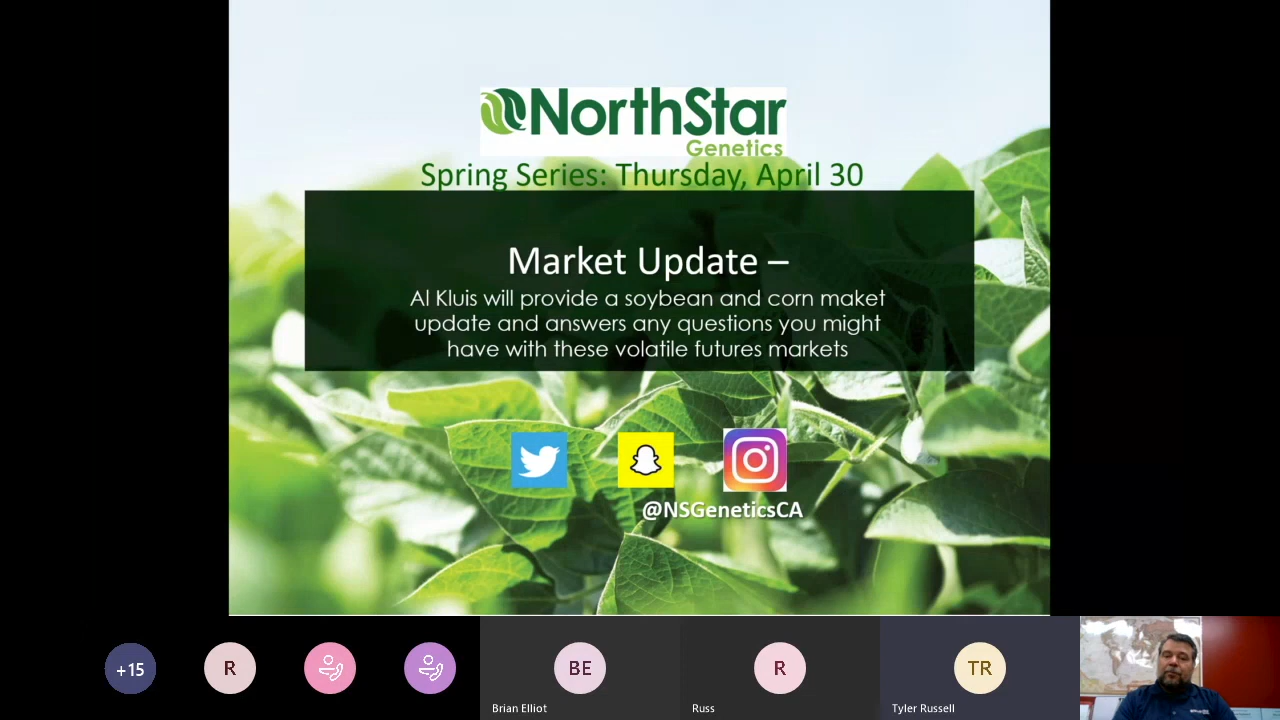 NorthStar
Genetics
Spring Series: Thursday, April 30
Market Update –
Al Kluis will provide a soybean and corn maket
update and answers any questions you might
have with these volatile futures markets
@NSGeneticsCA
+15
R
BE
R
TR
Brian Elliot
Russ
Tyler Russell